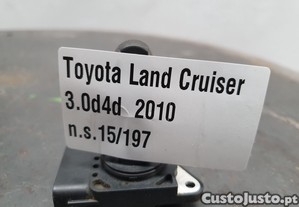 Toyota Land Cruiser
3.0d4d 2010
n.s.15/197
CustoJusto.pt